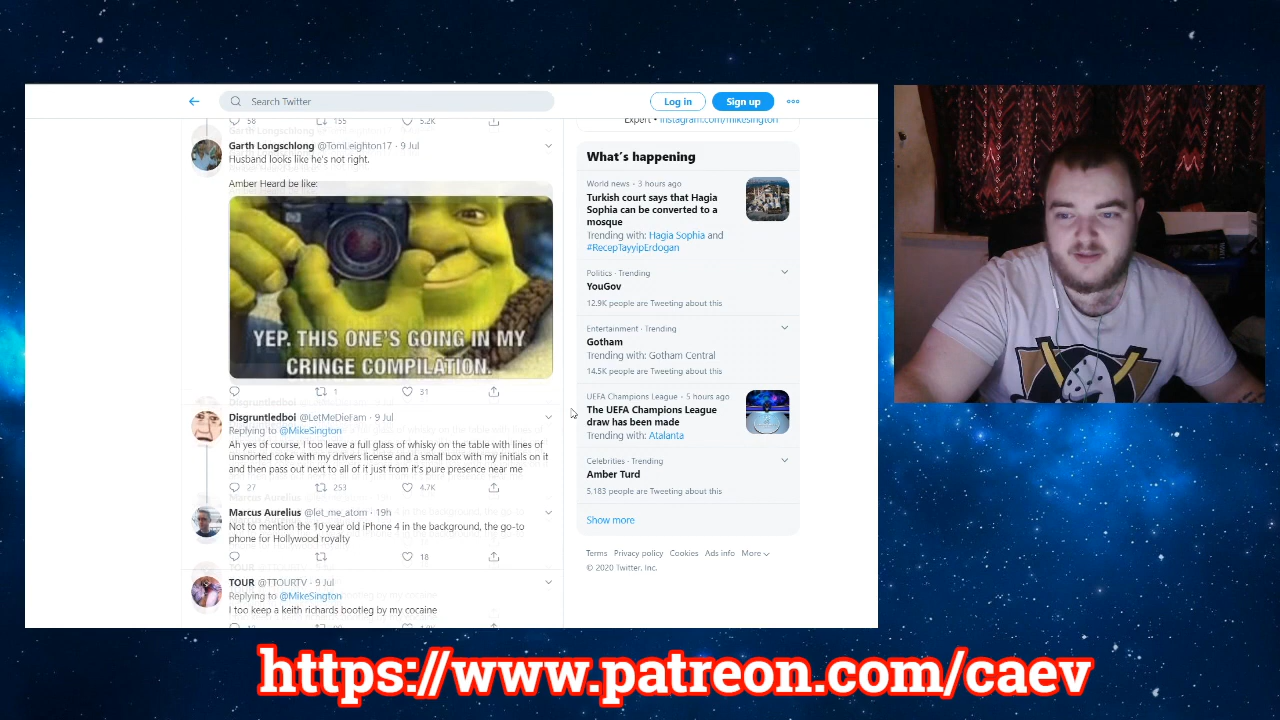 Search Twitter
Log in
Sign up
58
155
5.2K
Garth Longschlong @TomLeighton17 · 9 Jul
Husband looks like he's not right.
Amber Heard be like:
YEP. THIS ONE'S GOING IN MY
CRINGE COMPILATION.
1
31
Disgruntledboi @LetMeDieFam · 9 Jul
Replying to @MikeSington
Ah yes of course, I too leave a full glass of whisky on the table with lines of
unsorted coke with my drivers license and a small box with my initials on it
and then pass out next to all of it just from it's pure presence near me
27
253
4.7K
Marcus Aurelius @let_me_atom · 19h
Not to mention the 10 year old iPhone 4 in the background, the go-to
phone for Hollywood royalty
18
TOUR @TTOURTV · 9 Jul
Replying to @MikeSington
I too keep a keith richards bootleg by my cocaine
Expert • instagram.com/mikesington
What's happening
World news · 3 hours ago
Turkish court says that Hagia
Sophia can be converted to a
mosque
Trending with: Hagia Sophia and
#RecepTayyipErdogan
Politics · Trending
YouGov
12.9K people are Tweeting about this
Entertainment · Trending
Gotham
Trending with: Gotham Central
14.5K people are Tweeting about this
UEFA Champions League · 5 hours ago
The UEFA Champions League
draw has been made
Trending with: Atalanta
Celebrities · Trending
Amber Turd
5,183 people are Tweeting about this
Show more
Terms Privacy policy Cookies Ads info More
© 2020 Twitter, Inc.
https://www.patreon.com/caev